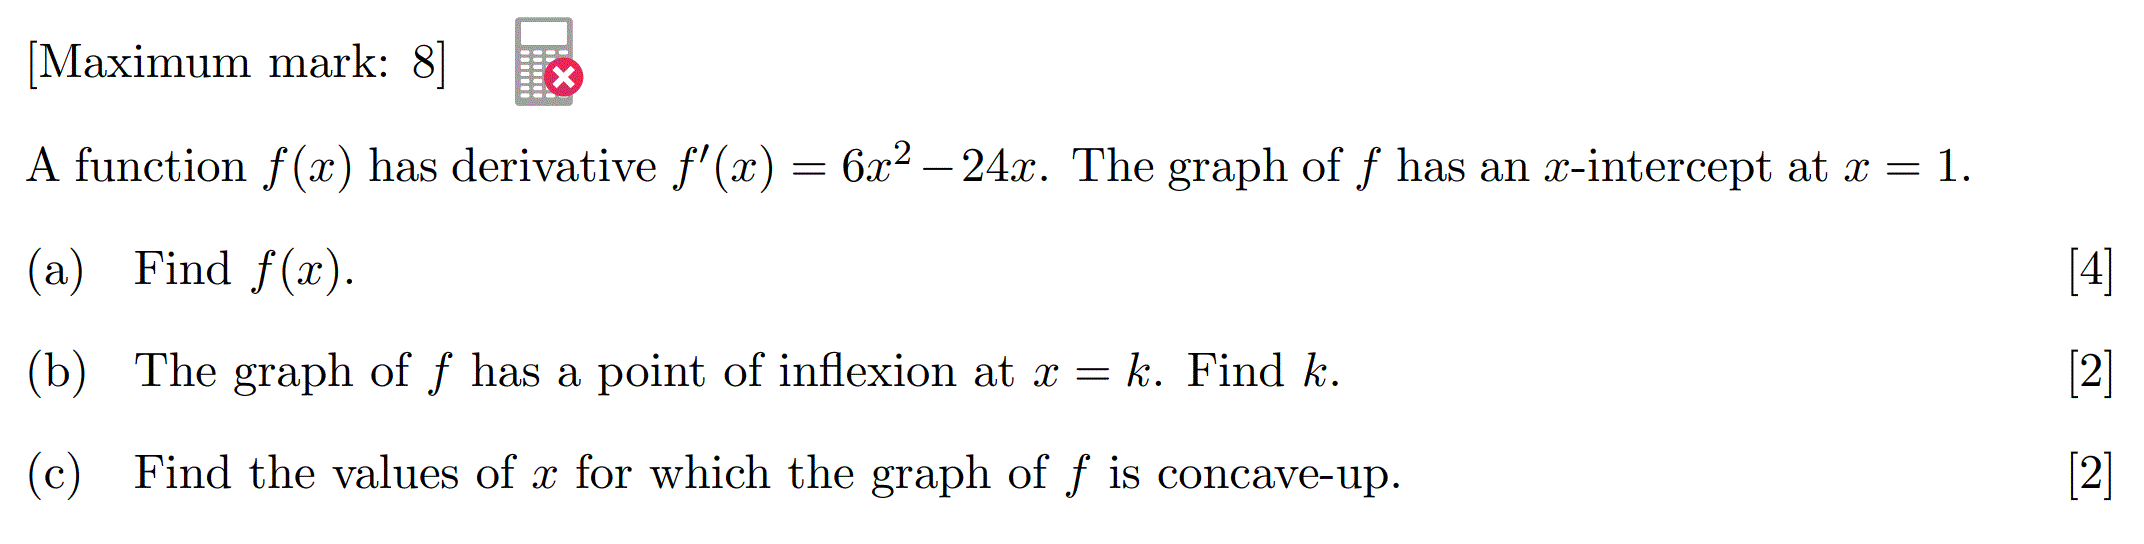 [Maximum mark: 8]
A function f(x) has derivative f′(x) = 6x² − 24x. The graph of f has an x-intercept at x = 1.
(a) Find f(x). [4]
(b) The graph of f has a point of inflexion at x = k. Find k. [2]
(c) Find the values of x for which the graph of f is concave-up. [2]